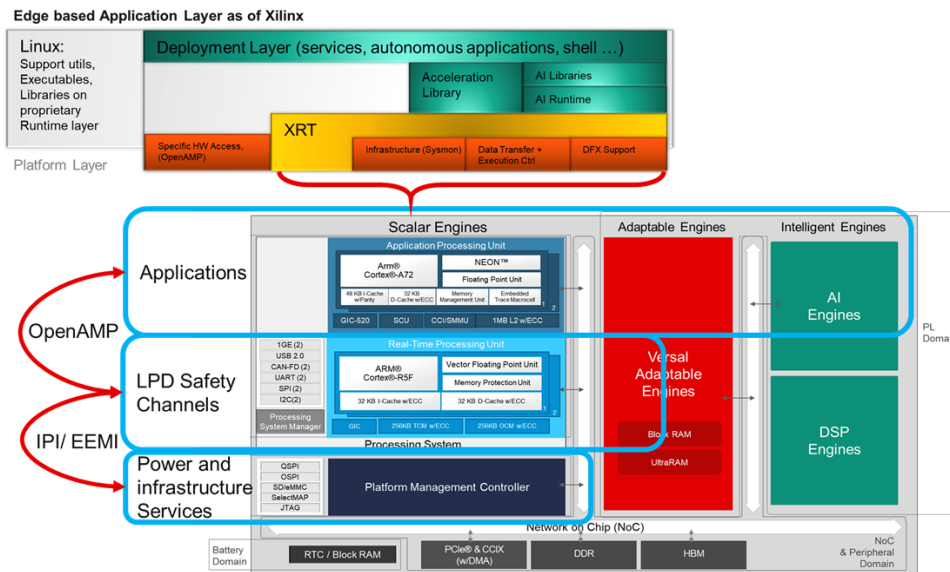 Edge based Application Layer as of Xilinx
Linux:
Support utils,
Executables,
Libraries on
proprietary
Runtime layer
Platform Layer
Deployment Layer (services, autonomous applications, shell ...)
Acceleration
Library
AI Libraries
AI Runtime
XRT
Specific HW Access,
(OpenAMP)
Infrastructure (Sysmon)
Data Transfer +
Execution Ctrl
DFX Support
Applications
OpenAMP
LPD Safety
Channels
IPI/ EEMI
Power and
infrastructure
Services
Scalar Engines
Application Processing Unit
Arm®
Cortex®-A72
NEON™
Floating Point Unit
48 KB I-Cache
w/Parity
32 KB
D-Cache w/ECC
Memory
Management Unit
Embedded
Trace Macrocell
1
2
GIC-520
SCU
CCI/SMMU
1MB L2 w/ECC
1GE (2)
USB 2.0
CAN-FD (2)
UART (2)
SPI (2)
I2C(2)
Processing
System Manager
Real-Time Processing Unit
ARM®
Cortex®-R5F
Vector Floating Point Unit
Memory Protection Unit
32 KB I-Cache w/ECC
32 KB D-Cache w/ECC
1
2
GIC
256KB TCM w/ECC
256KB OCM w/ECC
Processing System
QSPI
OSPI
SD/eMMC
SelectMAP
JTAG
Platform Management Controller
Adaptable Engines
Versal
Adaptable
Engines
Block RAM
UltraRAM
Intelligent Engines
AI
Engines
DSP
Engines
PL
Domain
Network on Chip (NoC)
Battery
Domain
RTC / Block RAM
PCIe® & CCIX
(w/DMA)
DDR
HBM
NoC
& Peripheral
Domain